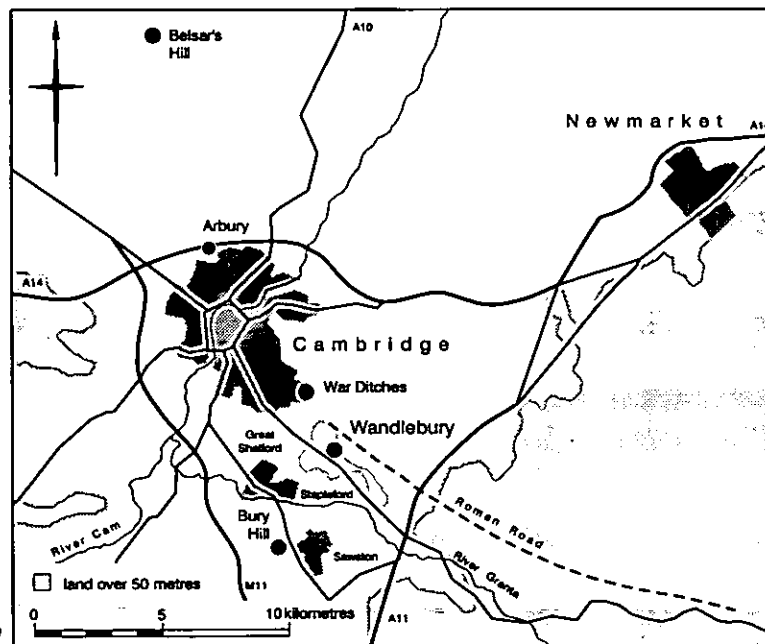 Belsar's
Hill
A10
Newmarket
A14
Arbury
A14
Cambridge
War Ditches
Wandlebury
Great
Shelford
Stapleford
Roman Road
River Cam
Bury
Hill
Sawston
River Granta
land over 50 metres
M11
0 5 10 kilometres
A11